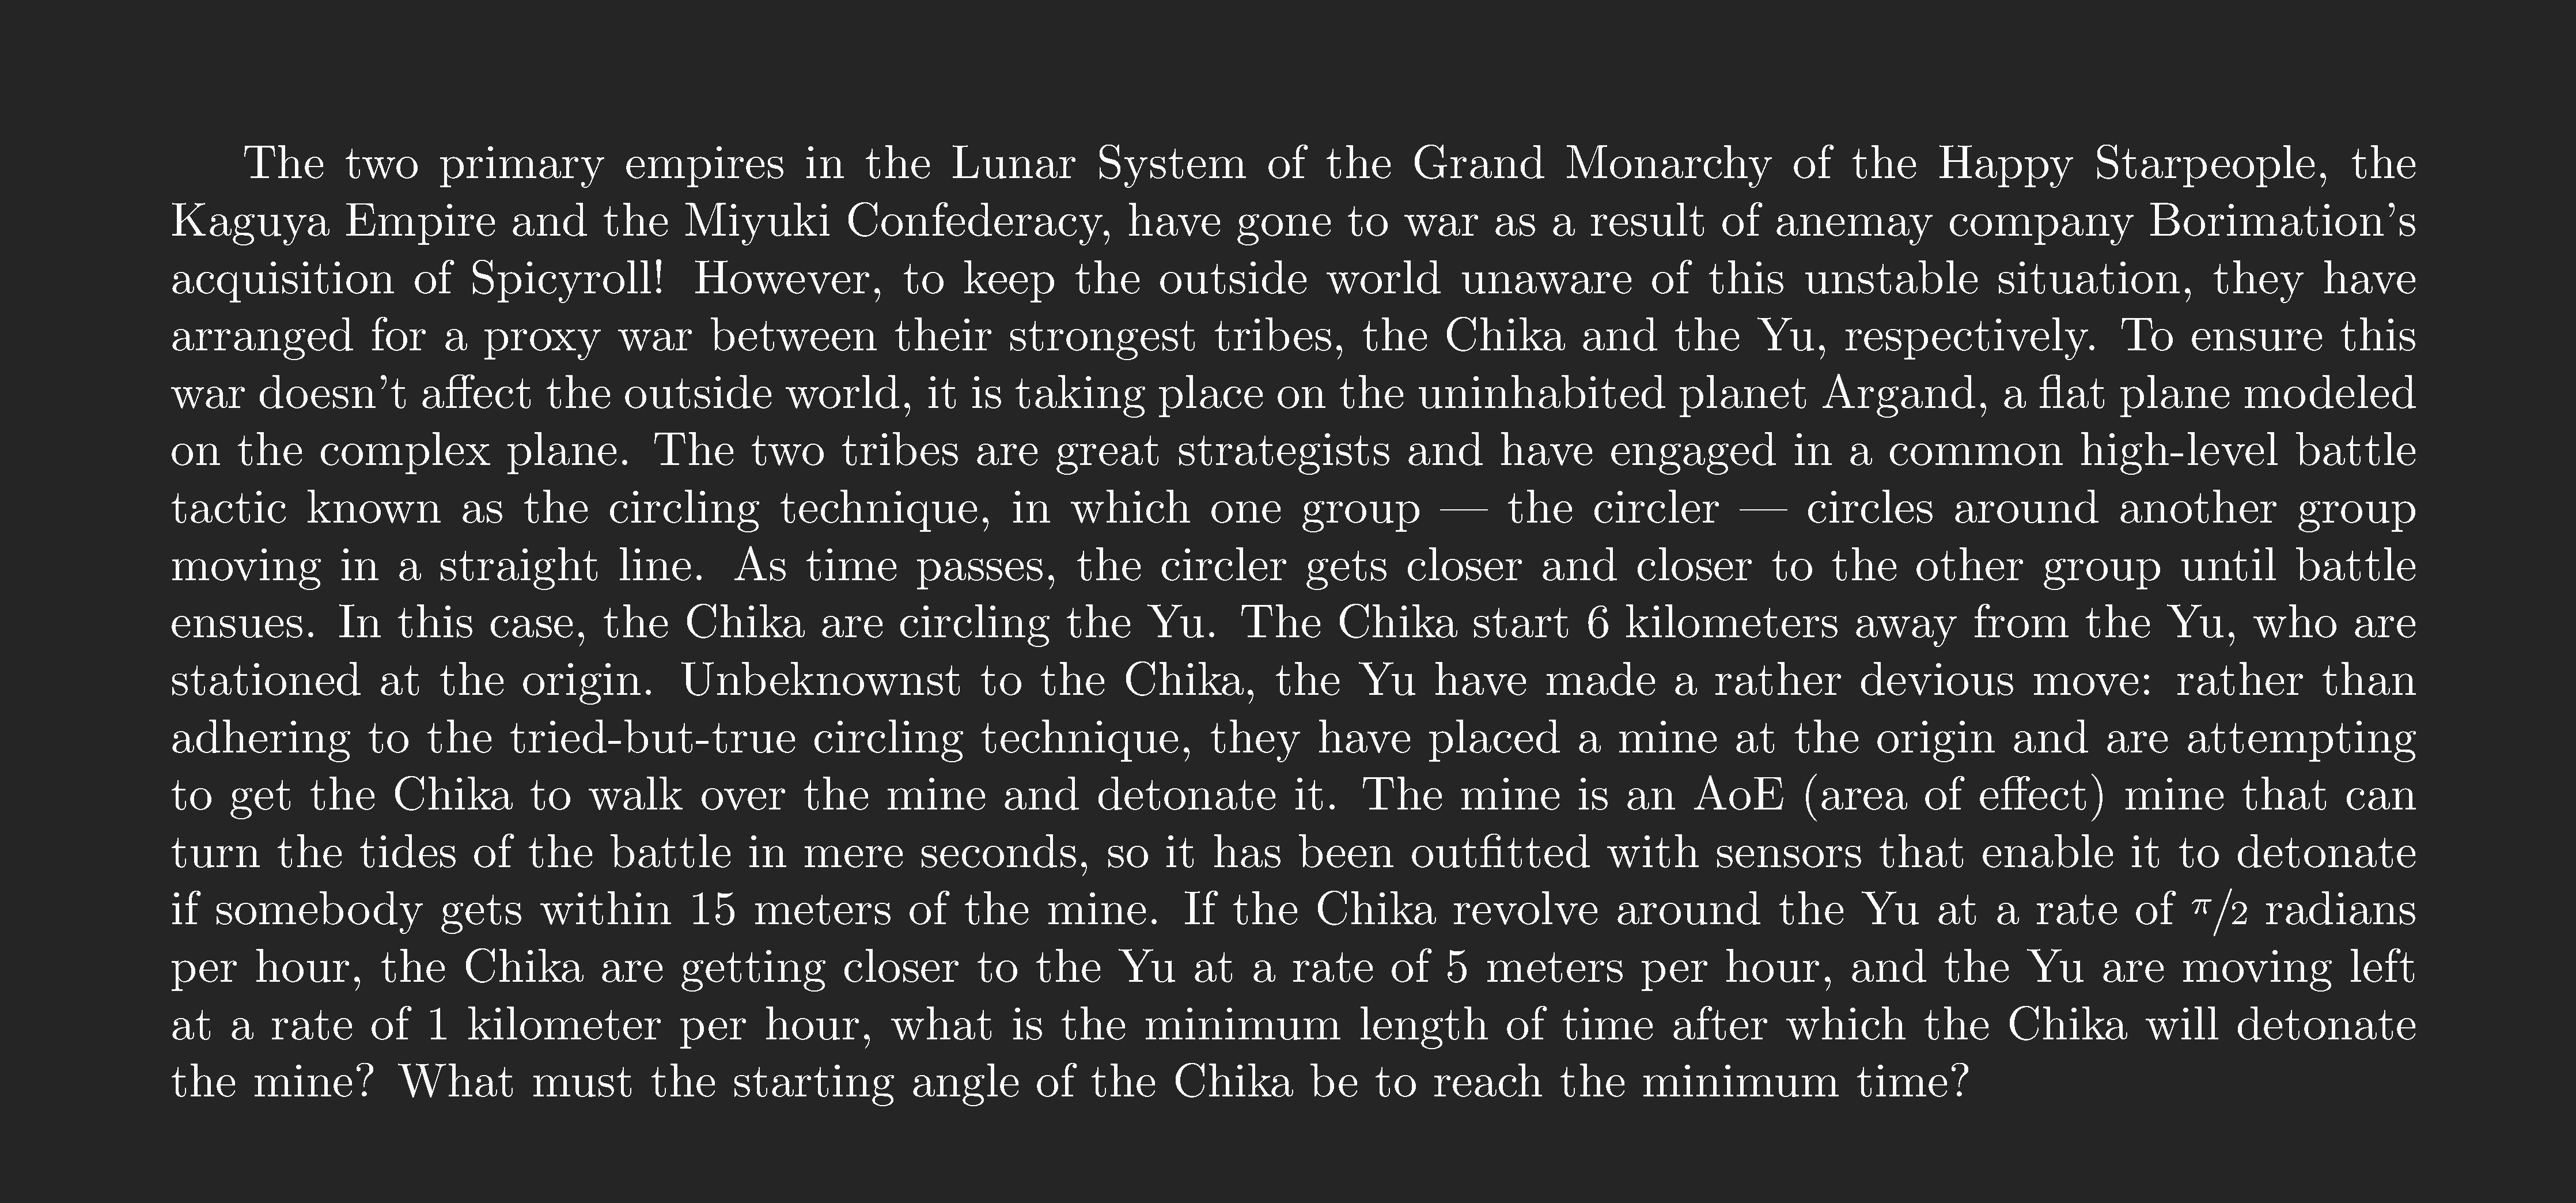 The two primary empires in the Lunar System of the Grand Monarchy of the Happy Starpeople, the
Kaguya Empire and the Miyuki Confederacy, have gone to war as a result of anemay company Borimation's
acquisition of Spicyroll! However, to keep the outside world unaware of this unstable situation, they have
arranged for a proxy war between their strongest tribes, the Chika and the Yu, respectively. To ensure this
war doesn't affect the outside world, it is taking place on the uninhabited planet Argand, a flat plane modeled
on the complex plane. The two tribes are great strategists and have engaged in a common high-level battle
tactic known as the circling technique, in which one group — the circler — circles around another group
moving in a straight line. As time passes, the circler gets closer and closer to the other group until battle
ensues. In this case, the Chika are circling the Yu. The Chika start 6 kilometers away from the Yu, who are
stationed at the origin. Unbeknownst to the Chika, the Yu have made a rather devious move: rather than
adhering to the tried-but-true circling technique, they have placed a mine at the origin and are attempting
to get the Chika to walk over the mine and detonate it. The mine is an AoE (area of effect) mine that can
turn the tides of the battle in mere seconds, so it has been outfitted with sensors that enable it to detonate
if somebody gets within 15 meters of the mine. If the Chika revolve around the Yu at a rate of π/2 radians
per hour, the Chika are getting closer to the Yu at a rate of 5 meters per hour, and the Yu are moving left
at a rate of 1 kilometer per hour, what is the minimum length of time after which the Chika will detonate
the mine? What must the starting angle of the Chika be to reach the minimum time?